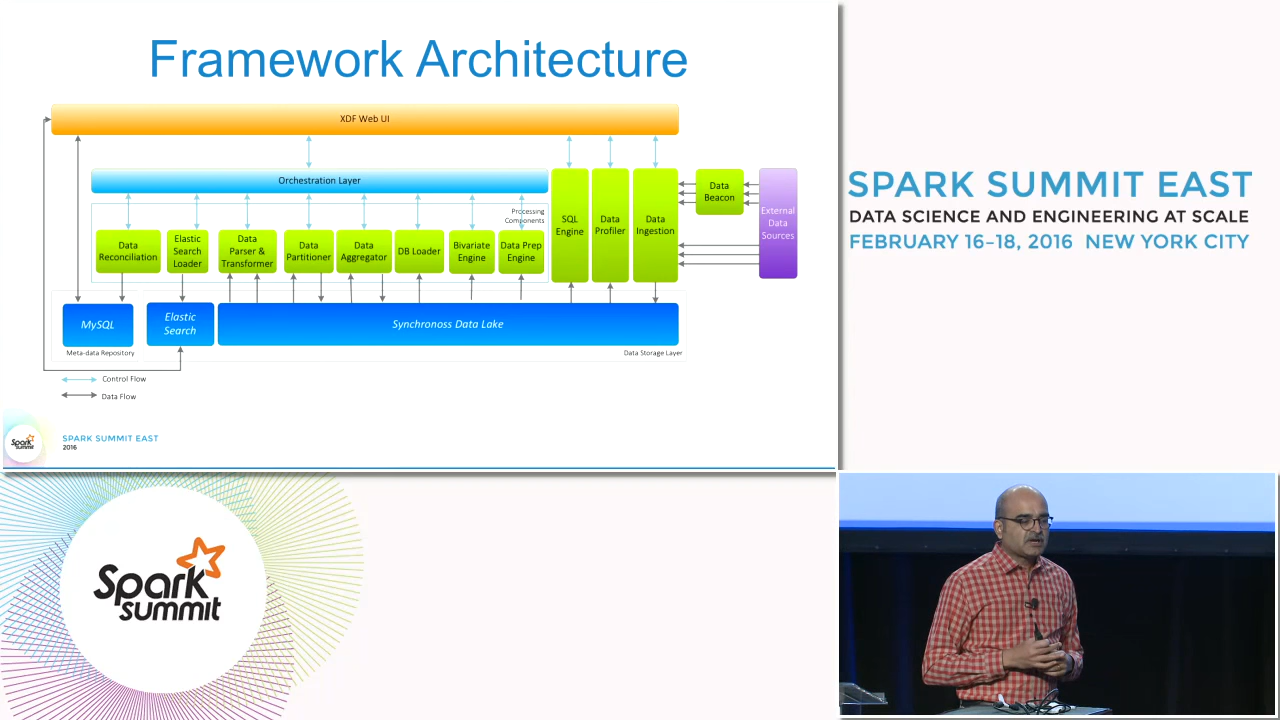 Framework Architecture
XDF Web UI
Orchestration Layer
Processing
Components
Data
Reconciliation
Elastic
Search
Loader
Data
Parser &
Transformer
Data
Partitioner
Data
Aggregator
DB Loader
Bivariate
Engine
Data Prep
Engine
SQL
Engine
Data
Profiler
Data
Ingestion
Data
Beacon
External
Data
Sources
MySQL
Elastic
Search
Synchronoss Data Lake
Meta-data Repository
Data Storage Layer
Control Flow
Data Flow
Spark
summit
SPARK SUMMIT EAST
2016
SPARK SUMMIT EAST
DATA SCIENCE AND ENGINEERING AT SCALE
FEBRUARY 16–18, 2016 NEW YORK CITY
Spark
summit